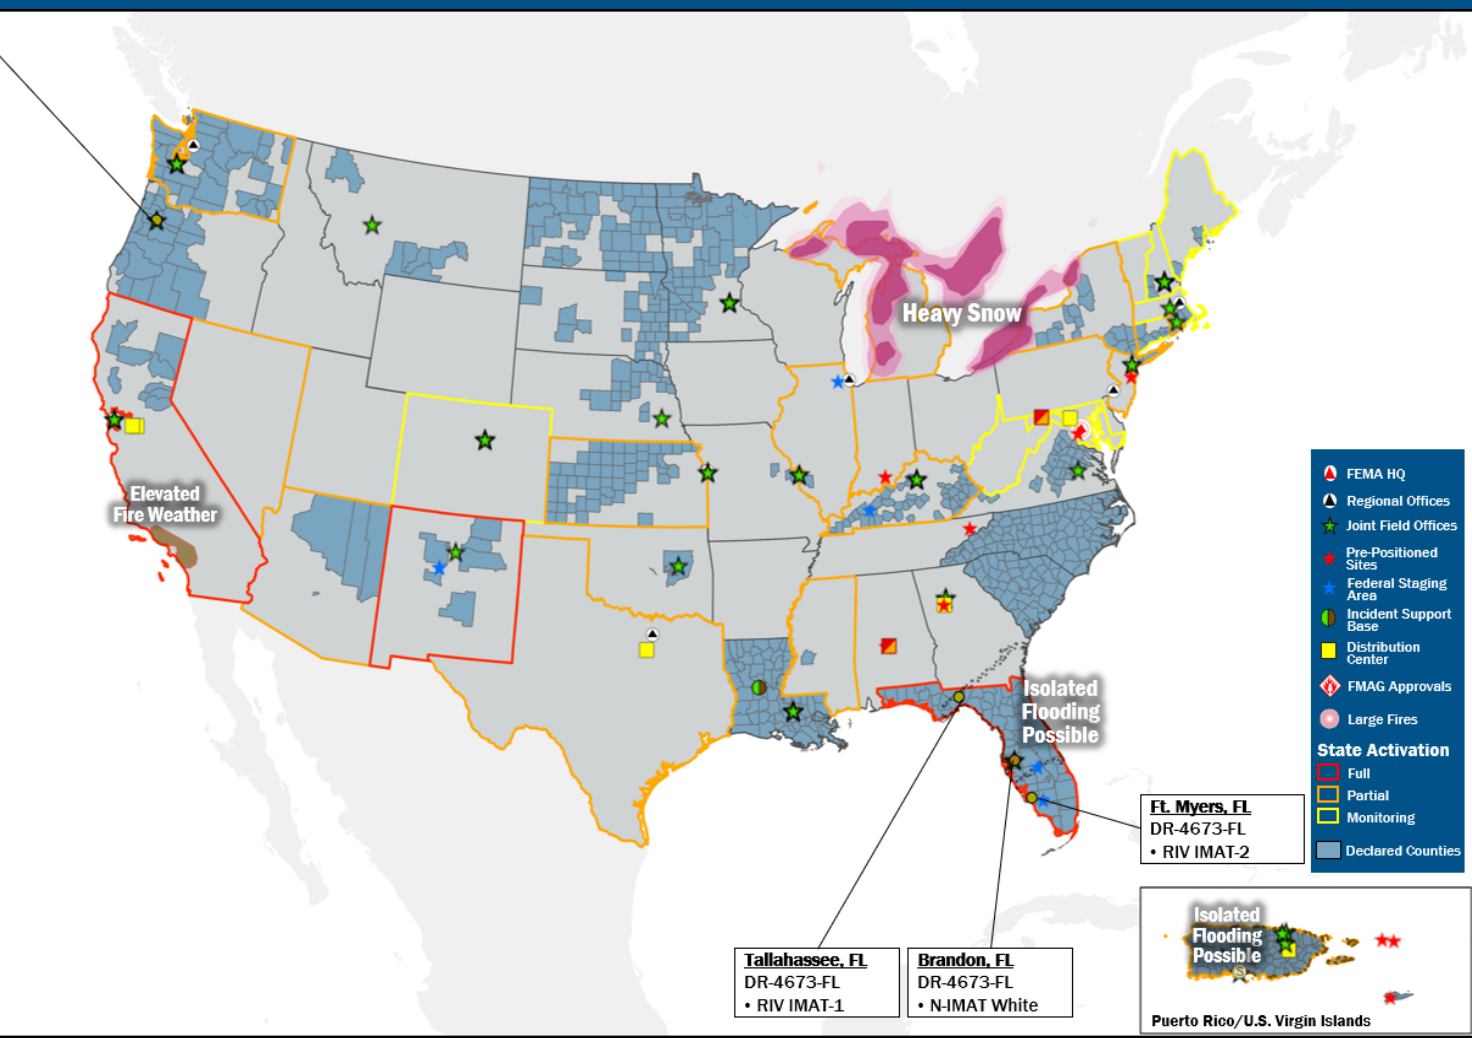 Heavy Snow
Elevated
Fire Weather
Isolated
Flooding
Possible
FEMA HQ
Regional Offices
Joint Field Offices
Pre-Positioned
Sites
Federal Staging
Area
Incident Support
Base
Distribution
Center
FMAG Approvals
Large Fires
State Activation
Full
Partial
Monitoring
Declared Counties
Ft. Myers, FL
DR-4673-FL
• RIV IMAT-2
Tallahassee, FL
DR-4673-FL
• RIV IMAT-1
Brandon, FL
DR-4673-FL
• N-IMAT White
Isolated
Flooding
Possible
S
Puerto Rico/U.S. Virgin Islands